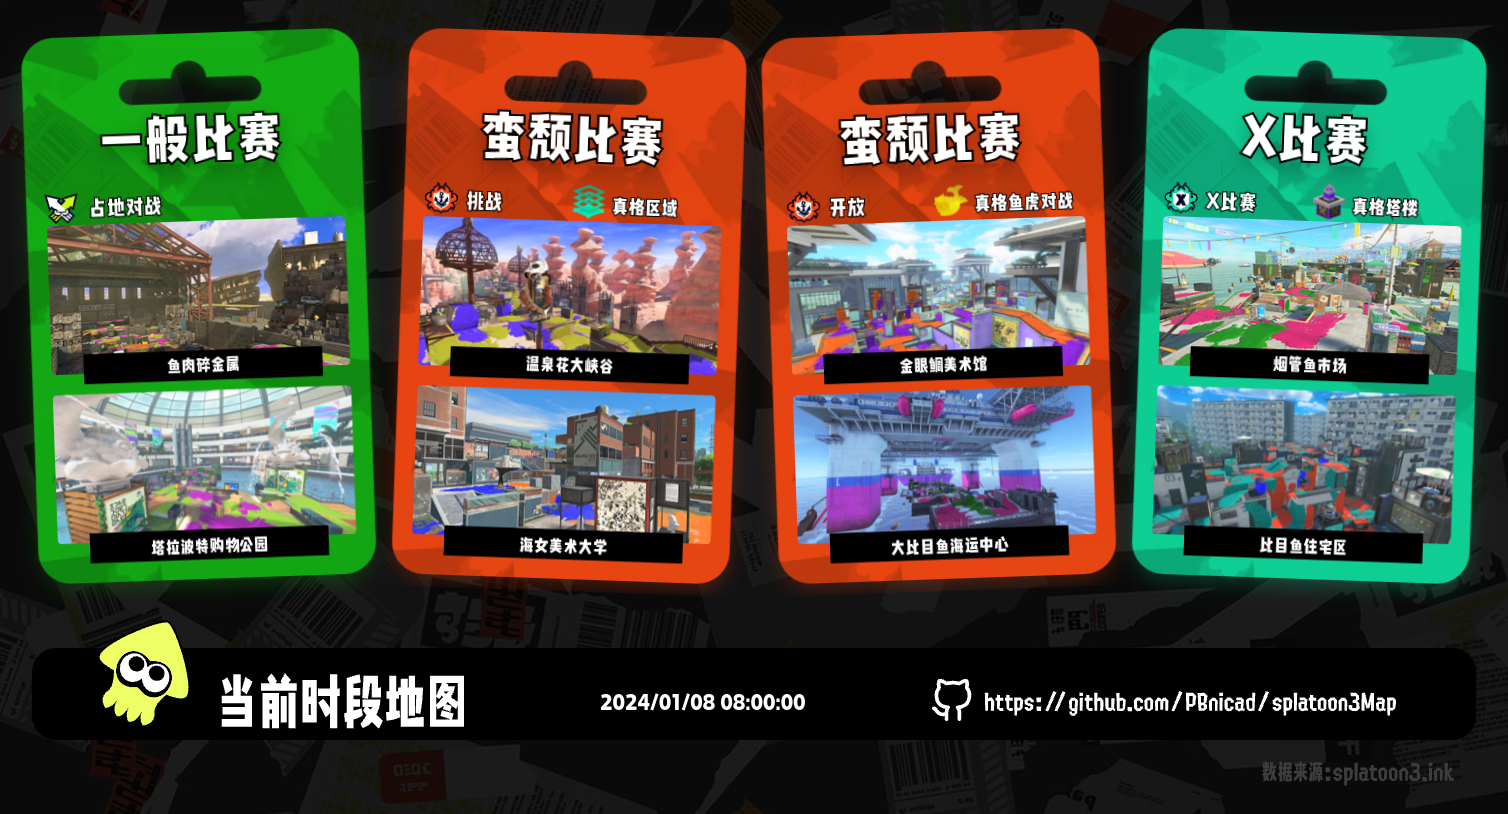 一般比赛
占地对战
鱼肉碎金属
塔拉波特购物公园
蛮颓比赛
挑战
真格区域
温泉花大峡谷
海女美术大学
蛮颓比赛
开放
真格鱼虎对战
金眼鲷美术馆
大比目鱼海运中心
X比赛
X比赛
真格塔楼
烟管鱼市场
比目鱼住宅区
当前时段地图
2024/01/08 08:00:00
https://github.com/PBnicad/splatoon3Map
数据来源:splatoon3.ink